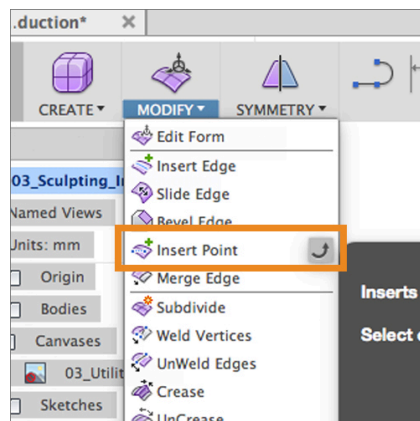 .duction*
CREATE MODIFY SYMMETRY
Edit Form
Insert Edge
03_Sculpting_I
Slide Edge
Named Views
Bevel Edge
Units: mm
Insert Point
Origin
Merge Edge
Inserts
Bodies
Subdivide
Select
Canvases
Weld Vertices
03_Utilit
UnWeld Edges
Crease
Sketches
UnCrease